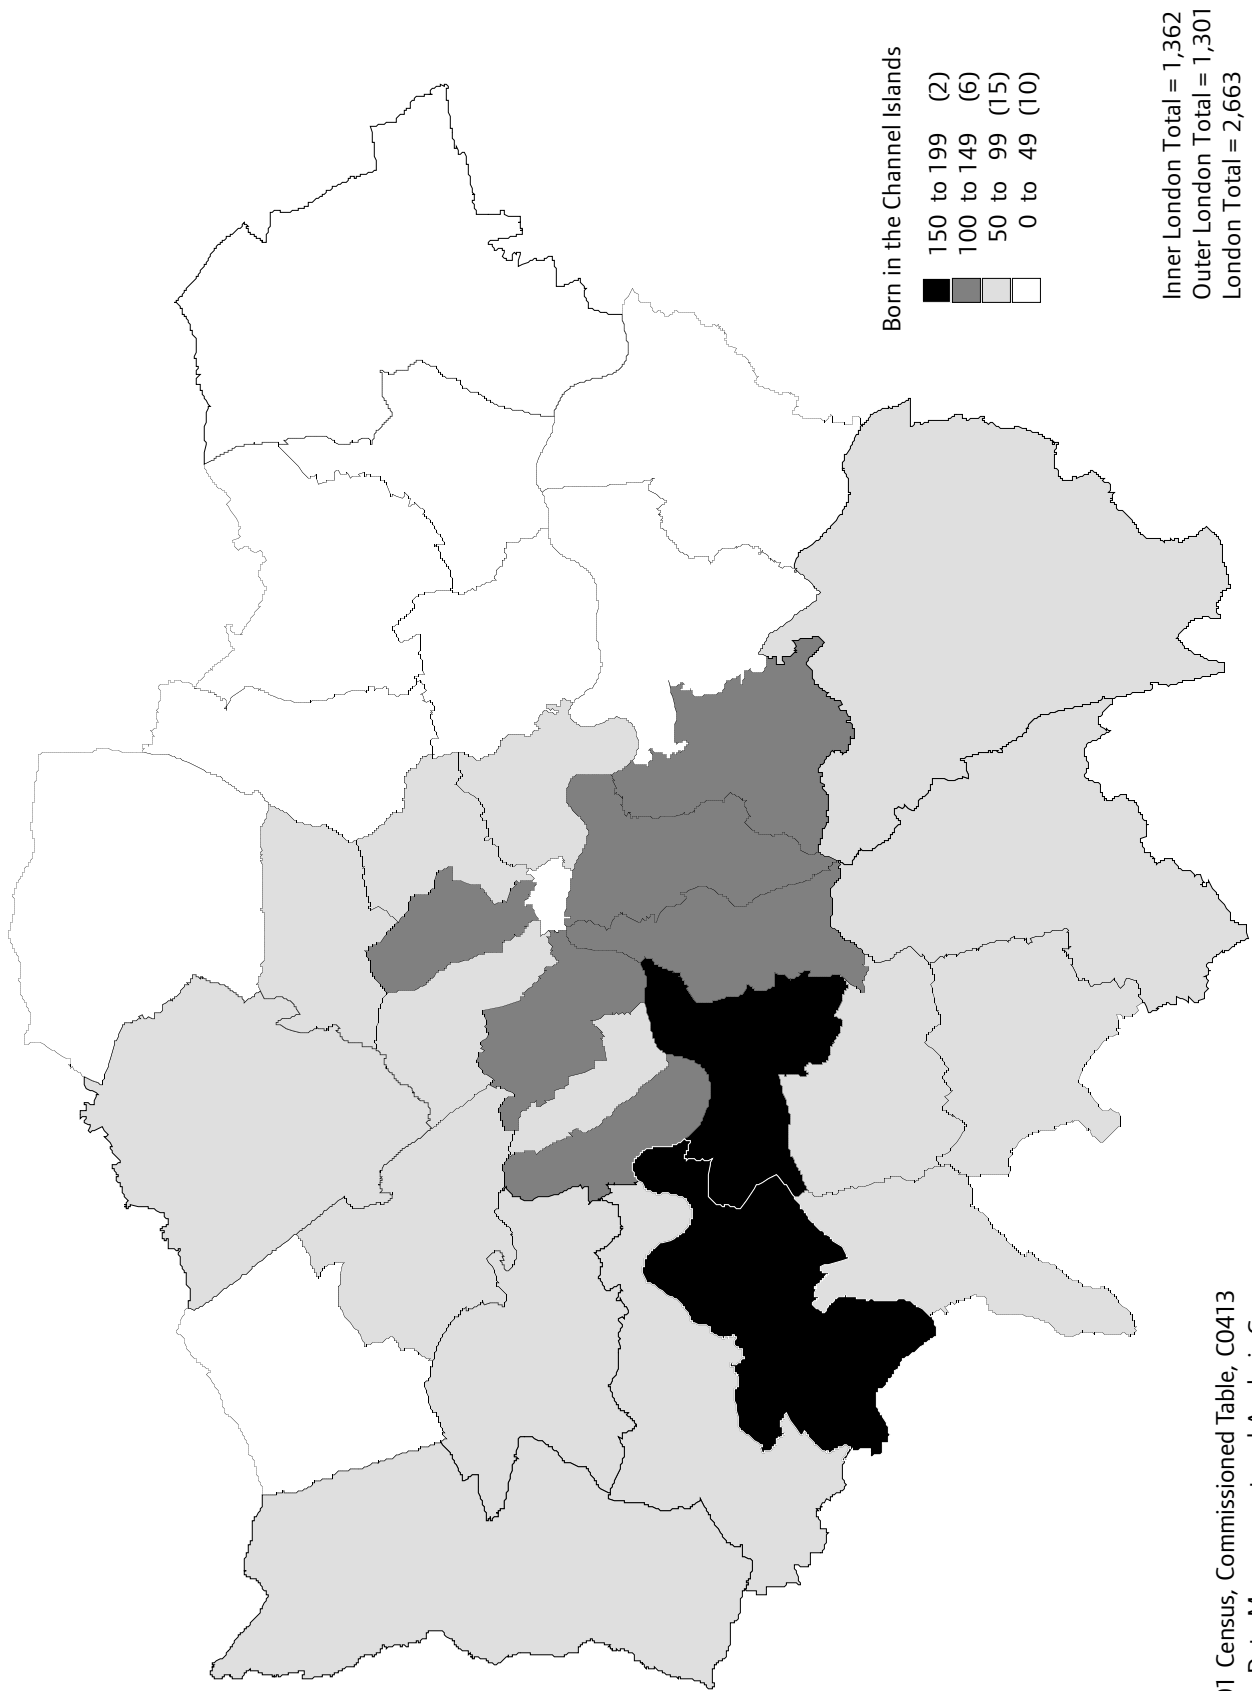 Born in the Channel Islands
150 to 199 (2)
100 to 149 (6)
50 to 99 (15)
0 to 49 (10)
Inner London Total = 1,362
Outer London Total = 1,301
London Total = 2,663
Census, Commissioned Table, C0413